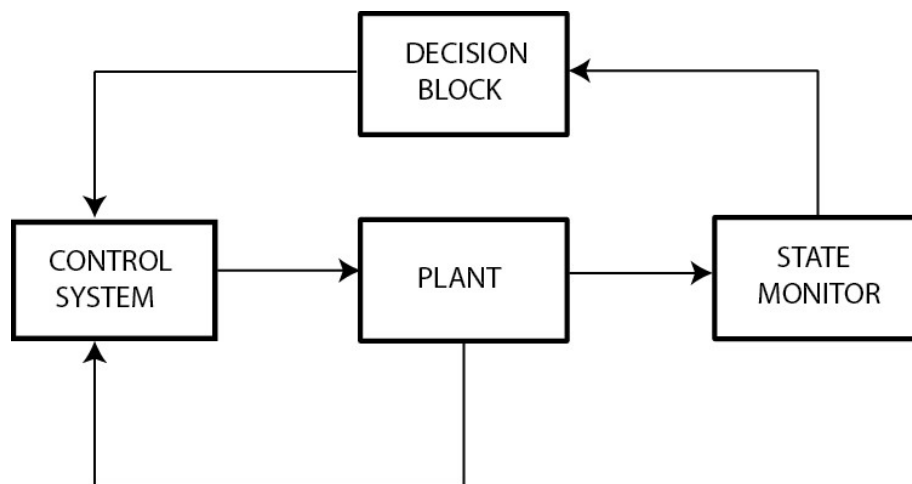 DECISION
BLOCK
CONTROL
SYSTEM
PLANT
STATE
MONITOR